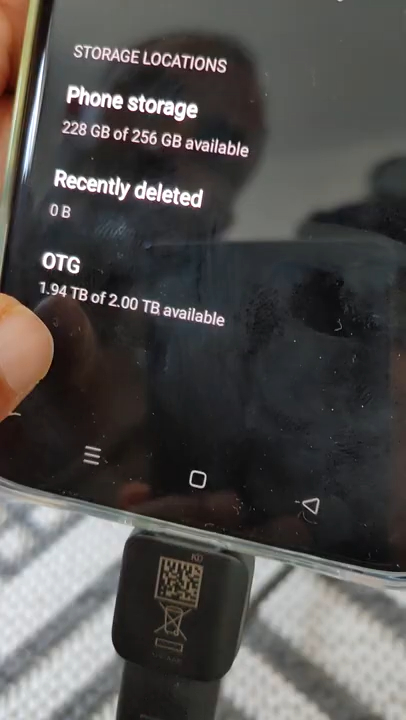 STORAGE LOCATIONS
Phone storage
228 GB of 256 GB available
Recently deleted
0 B
OTG
1.94 TB of 2.00 TB available
KD